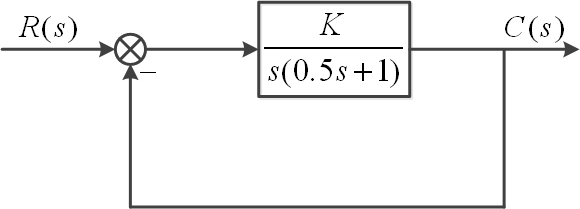 R(s)
C(s)
K
s(0.5s+1)
−